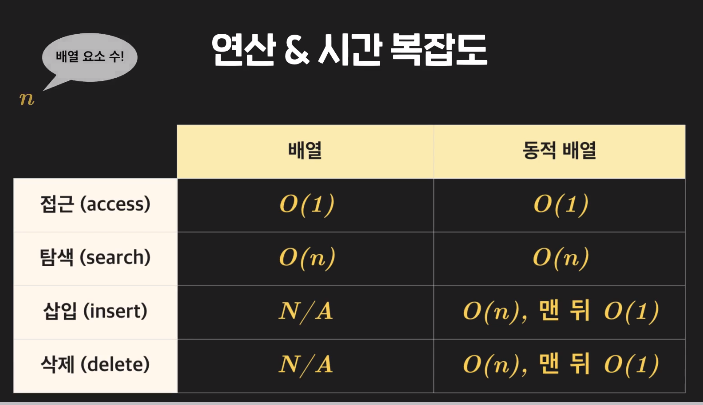 연산 & 시간 복잡도
배열 요소 수!
n
배열 동적 배열
접근 (access) O(1) O(1)
탐색 (search) O(n) O(n)
삽입 (insert) N/A O(n), 맨 뒤 O(1)
삭제 (delete) N/A O(n), 맨 뒤 O(1)